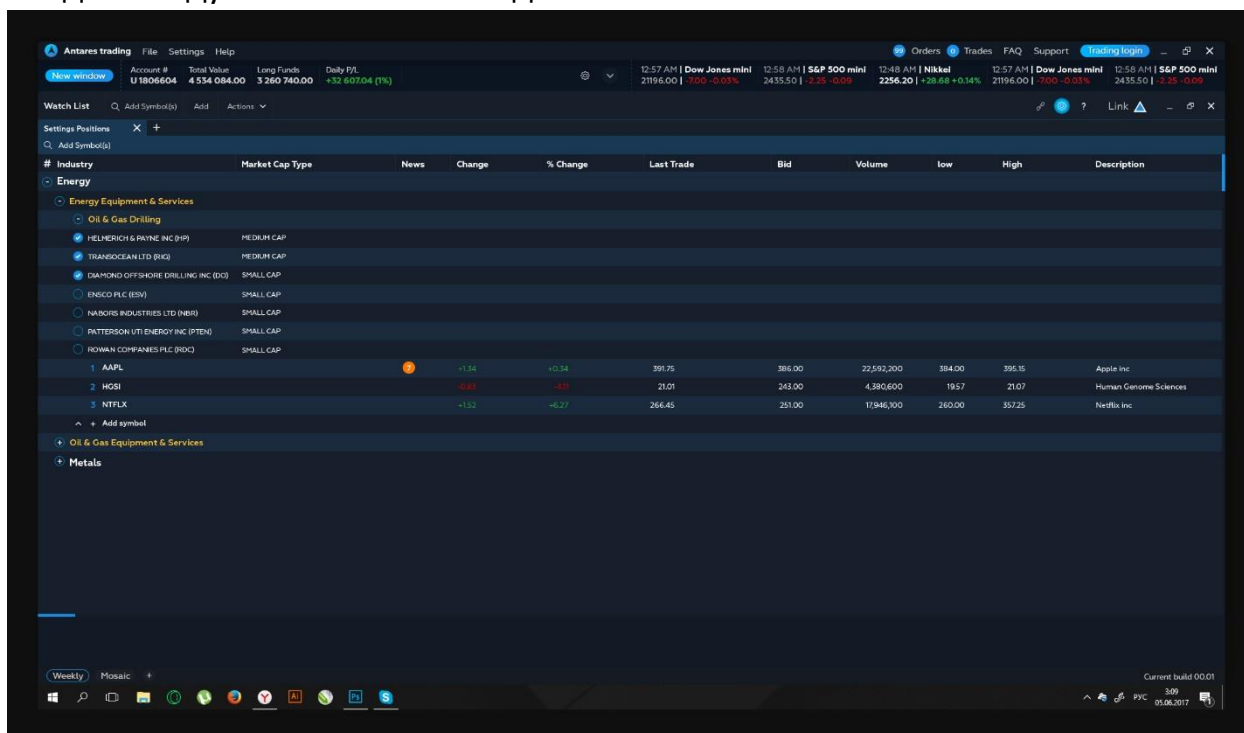 Antares trading File Settings Help 99 Orders 0 Trades FAQ Support Trading login
New window Account # Total Value Long Funds Daily P/L 12:57 AM | Dow Jones mini 12:58 AM | S&P 500 mini 12:48 AM | Nikkei 12:57 AM | Dow Jones mini 12:58 AM | S&P 500 mini
U 1806604 4 534 084.00 3 260 740.00 +32 607.04 (1%) 21196.00 | -7.00 -0.03% 2435.50 | -2.25 -0.09 2256.20 | +28.68 +0.14% 21196.00 | -7.00 -0.03% 2435.50 | -2.25 -0.09
Watch List Add Symbol(s) Add Actions ? Link
Settings Positions X +
Add Symbol(s)
# Industry Market Cap Type News Change % Change Last Trade Bid Volume low High Description
Energy
Energy Equipment & Services
Oil & Gas Drilling
HELMERICH & PAYNE INC (HP) MEDIUM CAP
TRANSOCEAN LTD (RIG) MEDIUM CAP
DIAMOND OFFSHORE DRILLING INC (DO) SMALL CAP
ENSCO PLC (ESV) SMALL CAP
NABORS INDUSTRIES LTD (NBR) SMALL CAP
PATTERSON UTI ENERGY INC (PTEN) SMALL CAP
ROWAN COMPANIES PLC (RDC) SMALL CAP
1 AAPL 7 +1.34 +0.34 391.75 386.00 22,592,200 384.00 395.15 Apple inc
2 HGSI -0.83 21.01 243.00 4,380,600 19.57 21.07 Human Genome Sciences
3 NTFLX +1.52 +6.27 266.45 251.00 17,946,100 260.00 357.25 Netflix inc
+ Add symbol
Oil & Gas Equipment & Services
Metals
Weekly Mosaic + Current build 00.01
Ai Ps S РУС 3:09
05.06.2017